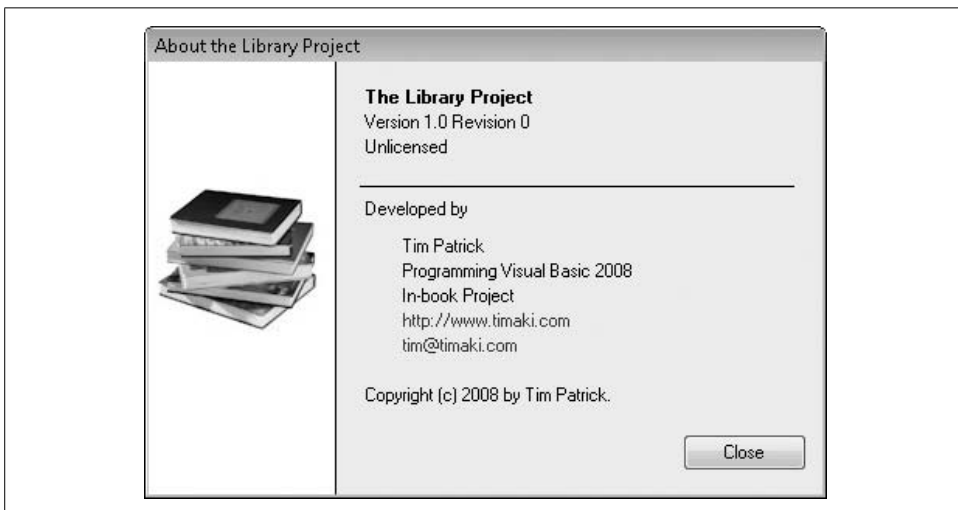 About the Library Project
The Library Project
Version 1.0 Revision 0
Unlicensed
Developed by
Tim Patrick
Programming Visual Basic 2008
In-book Project
http://www.timaki.com
tim@timaki.com
Copyright (c) 2008 by Tim Patrick.
Close